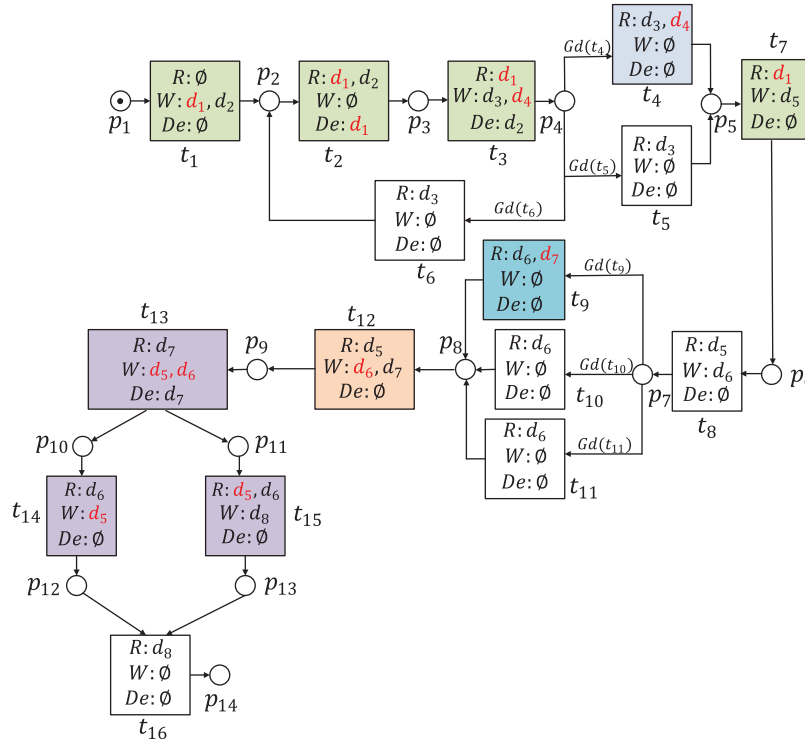 p₁
R: ∅
W: d₁, d₂
De: ∅
t₁
p₂
R: d₁, d₂
W: ∅
De: d₁
t₂
p₃
R: d₁
W: d₃, d₄
De: d₂
t₃
p₄
Gd(t₄)
R: d₃, d₄
W: ∅
De: ∅
t₄
Gd(t₅)
R: d₃
W: ∅
De: ∅
t₅
p₅
t₇
R: d₁
W: d₅
De: ∅
Gd(t₆)
R: d₃
W: ∅
De: ∅
t₆
p
R: d₅
W: d₆
De: ∅
t₈
p₇
Gd(t₉)
R: d₆, d₇
W: ∅
De: ∅
t₉
Gd(t₁₀)
R: d₆
W: ∅
De: ∅
t₁₀
Gd(t₁₁)
R: d₆
W: ∅
De: ∅
t₁₁
p₈
t₁₂
R: d₅
W: d₆, d₇
De: ∅
p₉
t₁₃
R: d₇
W: d₅, d₆
De: d₇
p₁₀
p₁₁
t₁₄
R: d₆
W: d₅
De: ∅
R: d₅, d₆
W: d₈
De: ∅
t₁₅
p₁₂
p₁₃
R: d₈
W: ∅
De: ∅
t₁₆
p₁₄